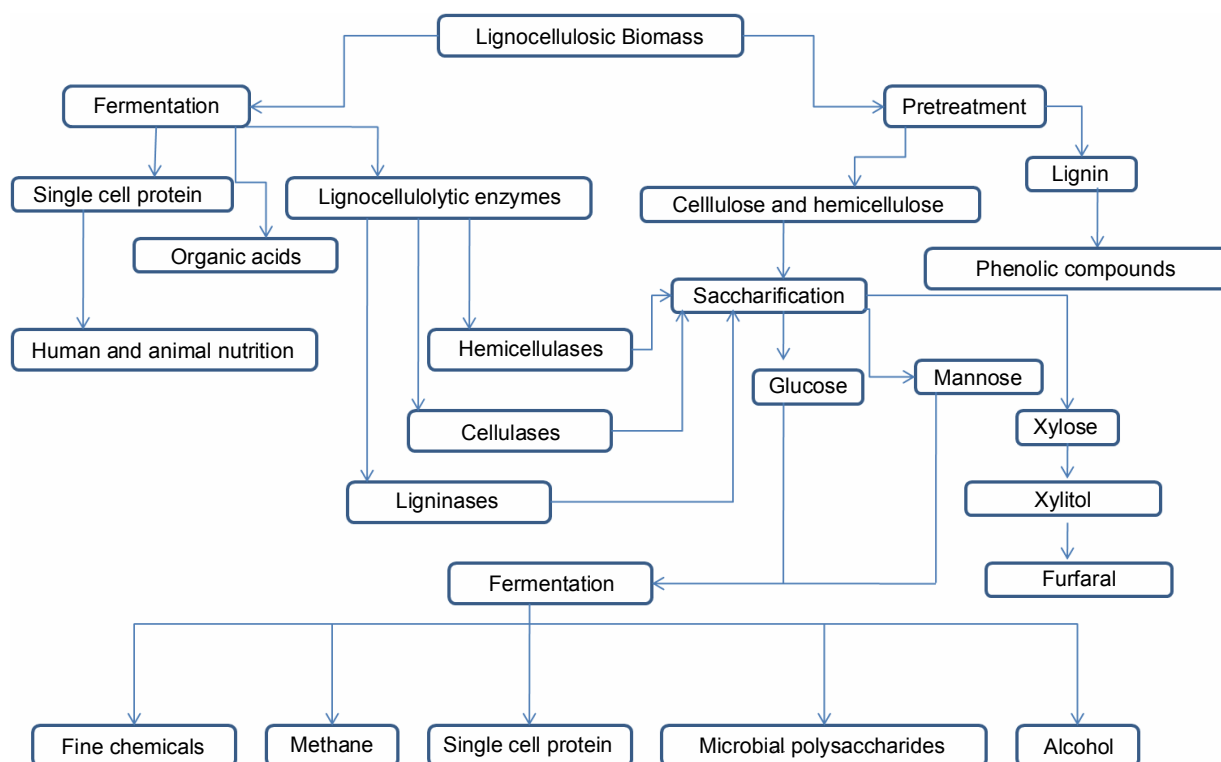 Lignocellulosic Biomass
Fermentation
Pretreatment
Single cell protein
Lignocellulolytic enzymes
Lignin
Celllulose and hemicellulose
Organic acids
Phenolic compounds
Saccharification
Human and animal nutrition
Hemicellulases
Glucose
Mannose
Cellulases
Xylose
Ligninases
Xylitol
Fermentation
Furfaral
Fine chemicals
Methane
Single cell protein
Microbial polysaccharides
Alcohol